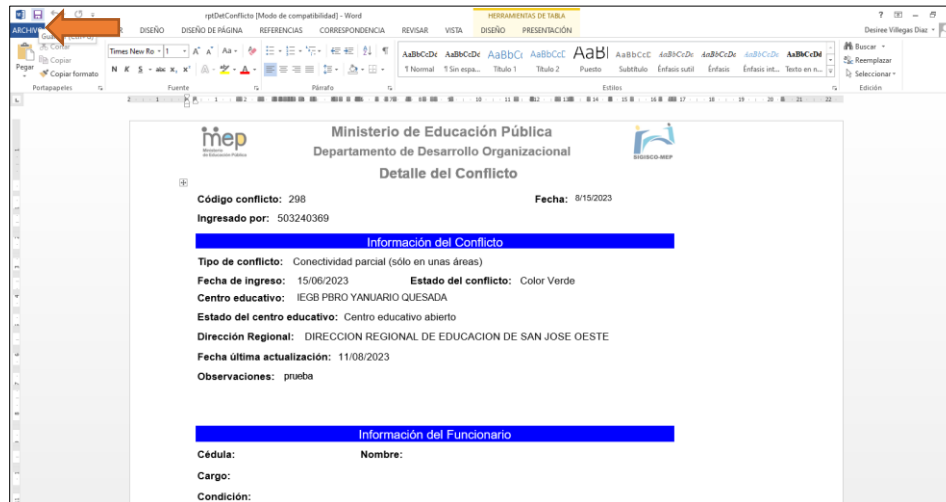 rptDetConflicto [Modo de compatibilidad] - Word
HERRAMIENTAS DE TABLA
DISEÑO DISEÑO DE PÁGINA REFERENCIAS CORRESPONDENCIA REVISAR VISTA DISEÑO PRESENTACIÓN
Desiree Villegas Diaz
Cortar
Copiar
Copiar formato
Pegar
Times New Ro 1
Portapapeles Fuente Párrafo Estilos Edición
AaBbCcDc AaBbCcDc AaBbCc AaBbCcC AaBl AaBbCcC AaBbCcDc AaBbCcDc AaBbCcDc AaBbCcDd
¶ Normal ¶ Sin espa... Título 1 Título 2 Puesto Subtítulo Énfasis sutil Énfasis Énfasis int... Texto en n...
Buscar
Reemplazar
Seleccionar
mep
Ministerio de Educación Pública
SIGISCO-MEP
Ministerio de Educación Pública
Departamento de Desarrollo Organizacional
Detalle del Conflicto
Código conflicto: 298 Fecha: 8/15/2023
Ingresado por: 503240369
Información del Conflicto
Tipo de conflicto: Conectividad parcial (sólo en unas áreas)
Fecha de ingreso: 15/06/2023 Estado del conflicto: Color Verde
Centro educativo: IEGB PBRO YANUARIO QUESADA
Estado del centro educativo: Centro educativo abierto
Dirección Regional: DIRECCION REGIONAL DE EDUCACION DE SAN JOSE OESTE
Fecha última actualización: 11/08/2023
Observaciones: prueba
Información del Funcionario
Cédula: Nombre:
Cargo:
Condición: